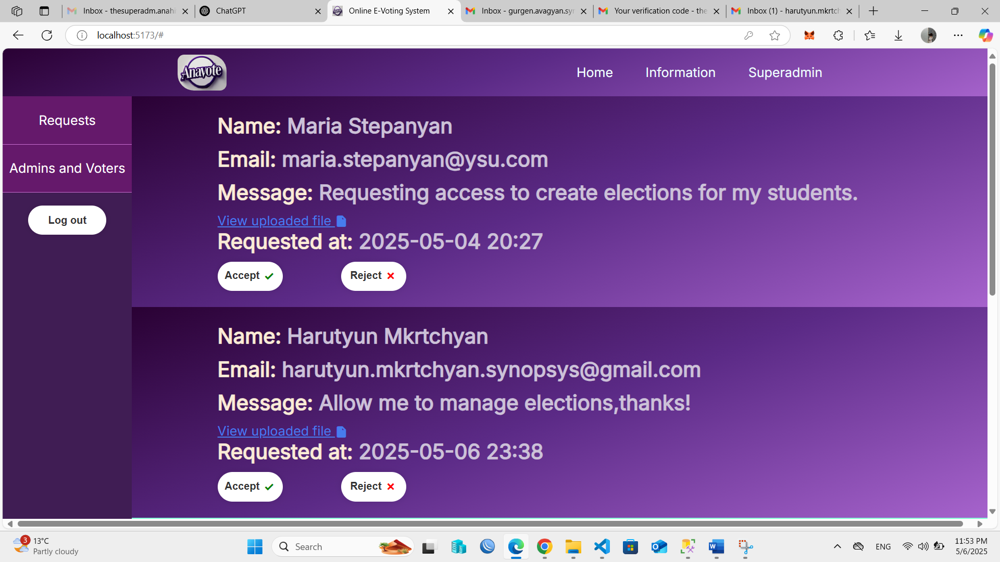 Inbox - thesuperadm.anahi
ChatGPT
Online E-Voting System
Inbox - gurgen.avagyan.syn
Your verification code - the
Inbox (1) - harutyun.mkrtch
localhost:5173/#
Anavote
Home
Information
Superadmin
Requests
Admins and Voters
Log out
Name: Maria Stepanyan
Email: maria.stepanyan@ysu.com
Message: Requesting access to create elections for my students.
View uploaded file
Requested at: 2025-05-04 20:27
Accept
Reject
Name: Harutyun Mkrtchyan
Email: harutyun.mkrtchyan.synopsys@gmail.com
Message: Allow me to manage elections,thanks!
View uploaded file
Requested at: 2025-05-06 23:38
Accept
Reject
3
13°C
Partly cloudy
Search
ENG
11:53 PM
5/6/2025